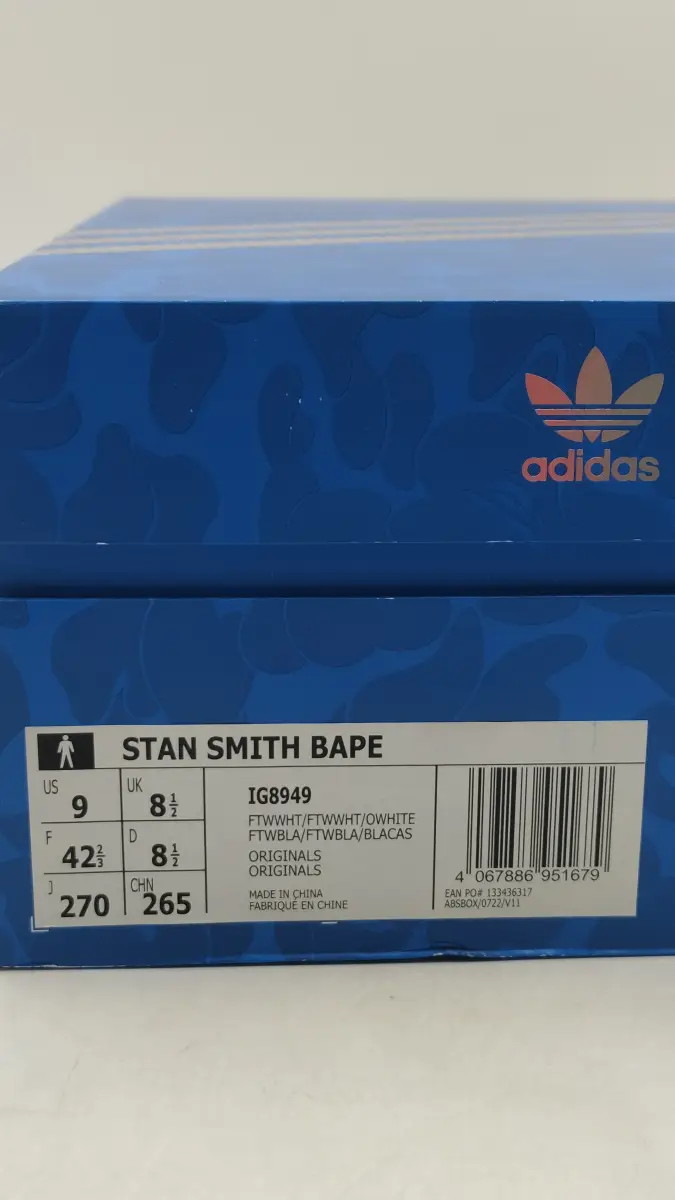 adidas
STAN SMITH BAPE
US 9 UK 8½
F 42⅔ D 8½
J 270 CHN 265
IG8949
FTWWHT/FTWWHT/OWHITE
FTWBLA/FTWBLA/BLACAS
ORIGINALS
ORIGINALS
MADE IN CHINA
FABRIQUÉ EN CHINE
4 067886 951679
EAN PO# 133436317
ABSBOX/0722/V11